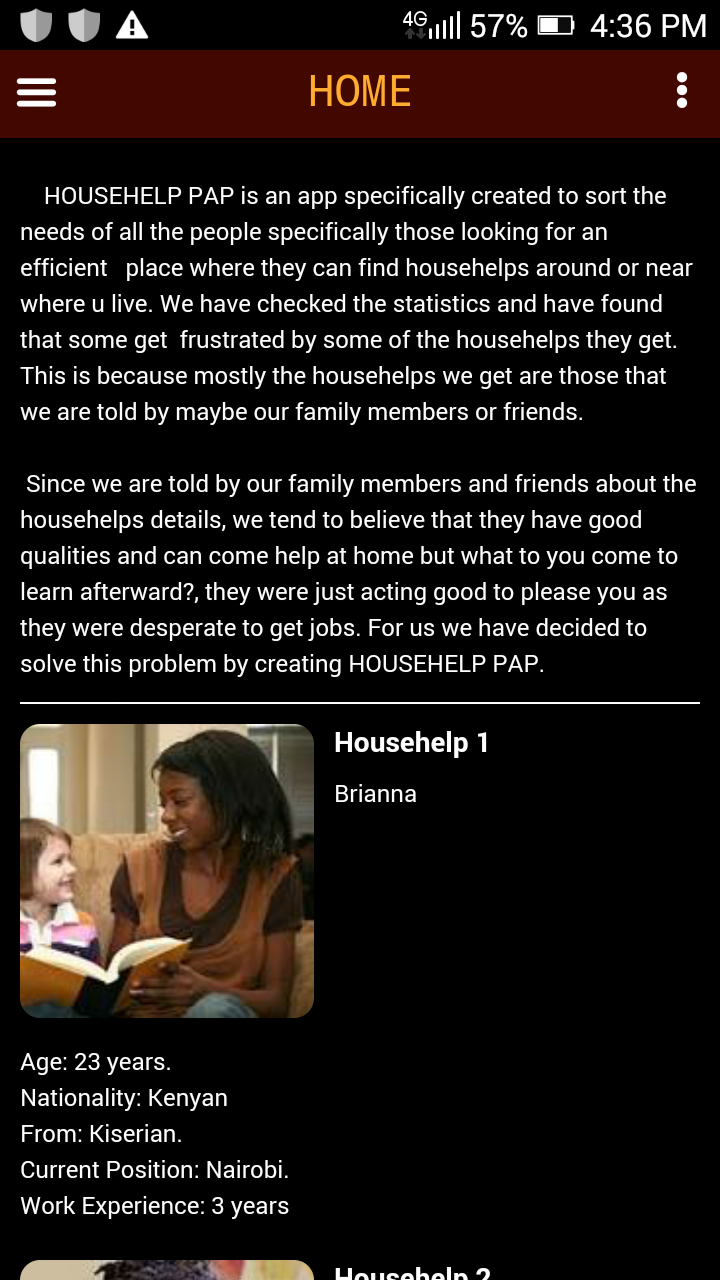 4G 57% 4:36 PM
HOME
HOUSEHELP PAP is an app specifically created to sort the
needs of all the people specifically those looking for an
efficient   place where they can find househelps around or near
where u live. We have checked the statistics and have found
that some get  frustrated by some of the househelps they get.
This is because mostly the househelps we get are those that
we are told by maybe our family members or friends.
Since we are told by our family members and friends about the
househelps details, we tend to believe that they have good
qualities and can come help at home but what to you come to
learn afterward?, they were just acting good to please you as
they were desperate to get jobs. For us we have decided to
solve this problem by creating HOUSEHELP PAP.
Househelp 1
Brianna
Age: 23 years.
Nationality: Kenyan
From: Kiserian.
Current Position: Nairobi.
Work Experience: 3 years
Househelp 2